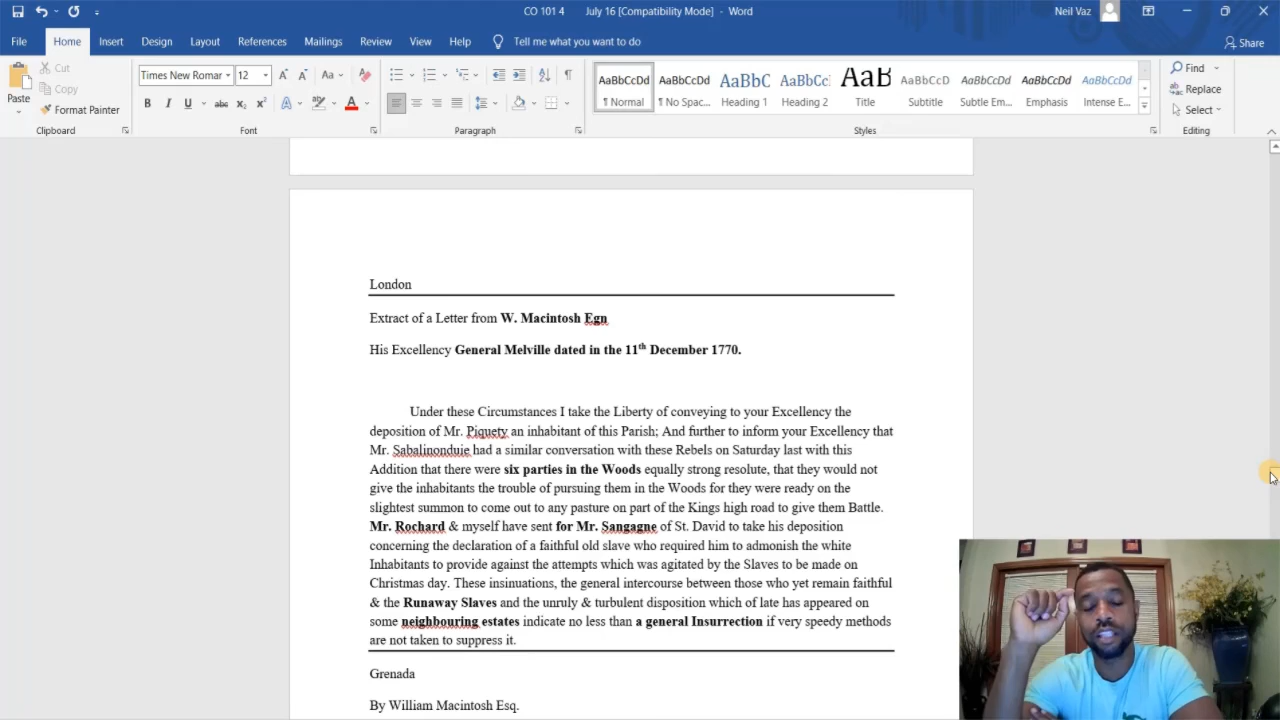 CO 101 4 July 16 [Compatibility Mode] - Word
Neil Vaz
File Home Insert Design Layout References Mailings Review View Help Tell me what you want to do
Share
Paste
Cut
Copy
Format Painter
Clipboard
Times New Romar 12
Font
Paragraph
AaBbCcDd ¶ Normal
AaBbCcDd ¶ No Spac...
AaBbC Heading 1
AaBbCc Heading 2
AaB Title
AaBbCcD Subtitle
AaBbCcDd Subtle Em...
AaBbCcDd Emphasis
AaBbCcDd Intense E...
Styles
Find
Replace
Select
Editing
London
Extract of a Letter from W. Macintosh Egn
His Excellency General Melville dated in the 11th December 1770.
Under these Circumstances I take the Liberty of conveying to your Excellency the
deposition of Mr. Piquety an inhabitant of this Parish; And further to inform your Excellency that
Mr. Sabalinonduie had a similar conversation with these Rebels on Saturday last with this
Addition that there were six parties in the Woods equally strong resolute, that they would not
give the inhabitants the trouble of pursuing them in the Woods for they were ready on the
slightest summon to come out to any pasture on part of the Kings high road to give them Battle.
Mr. Rochard & myself have sent for Mr. Sangagne of St. David to take his deposition
concerning the declaration of a faithful old slave who required him to admonish the white
Inhabitants to provide against the attempts which was agitated by the Slaves to be made on
Christmas day. These insinuations, the general intercourse between those who yet remain faithful
& the Runaway Slaves and the unruly & turbulent disposition which of late has appeared on
some neighbouring estates indicate no less than a general Insurrection if very speedy methods
are not taken to suppress it.
Grenada
By William Macintosh Esq.